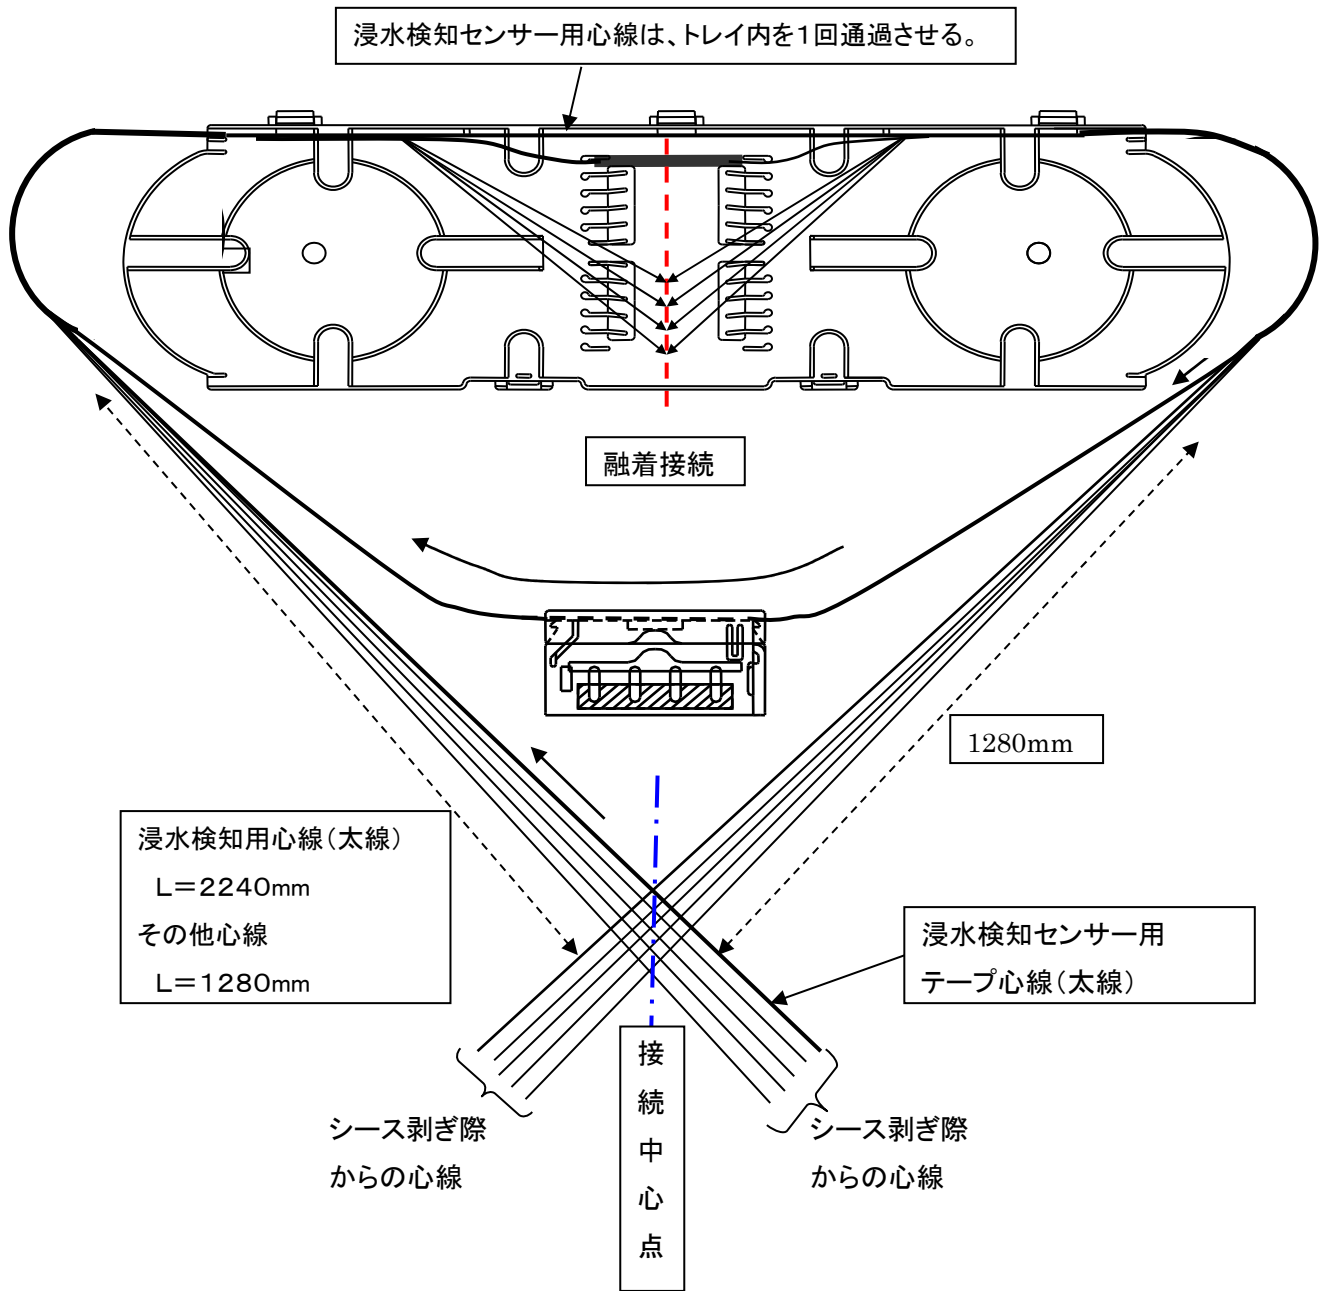 浸水検知センサー用心線は、トレイ内を１回通過させる。
融着接続
1280mm
浸水検知用心線（太線）
Ｌ＝２２４０mm
その他心線
Ｌ＝１２８０mm
浸水検知センサー用
テープ心線（太線）
接続中心点
シース剥ぎ際
からの心線
シース剥ぎ際
からの心線